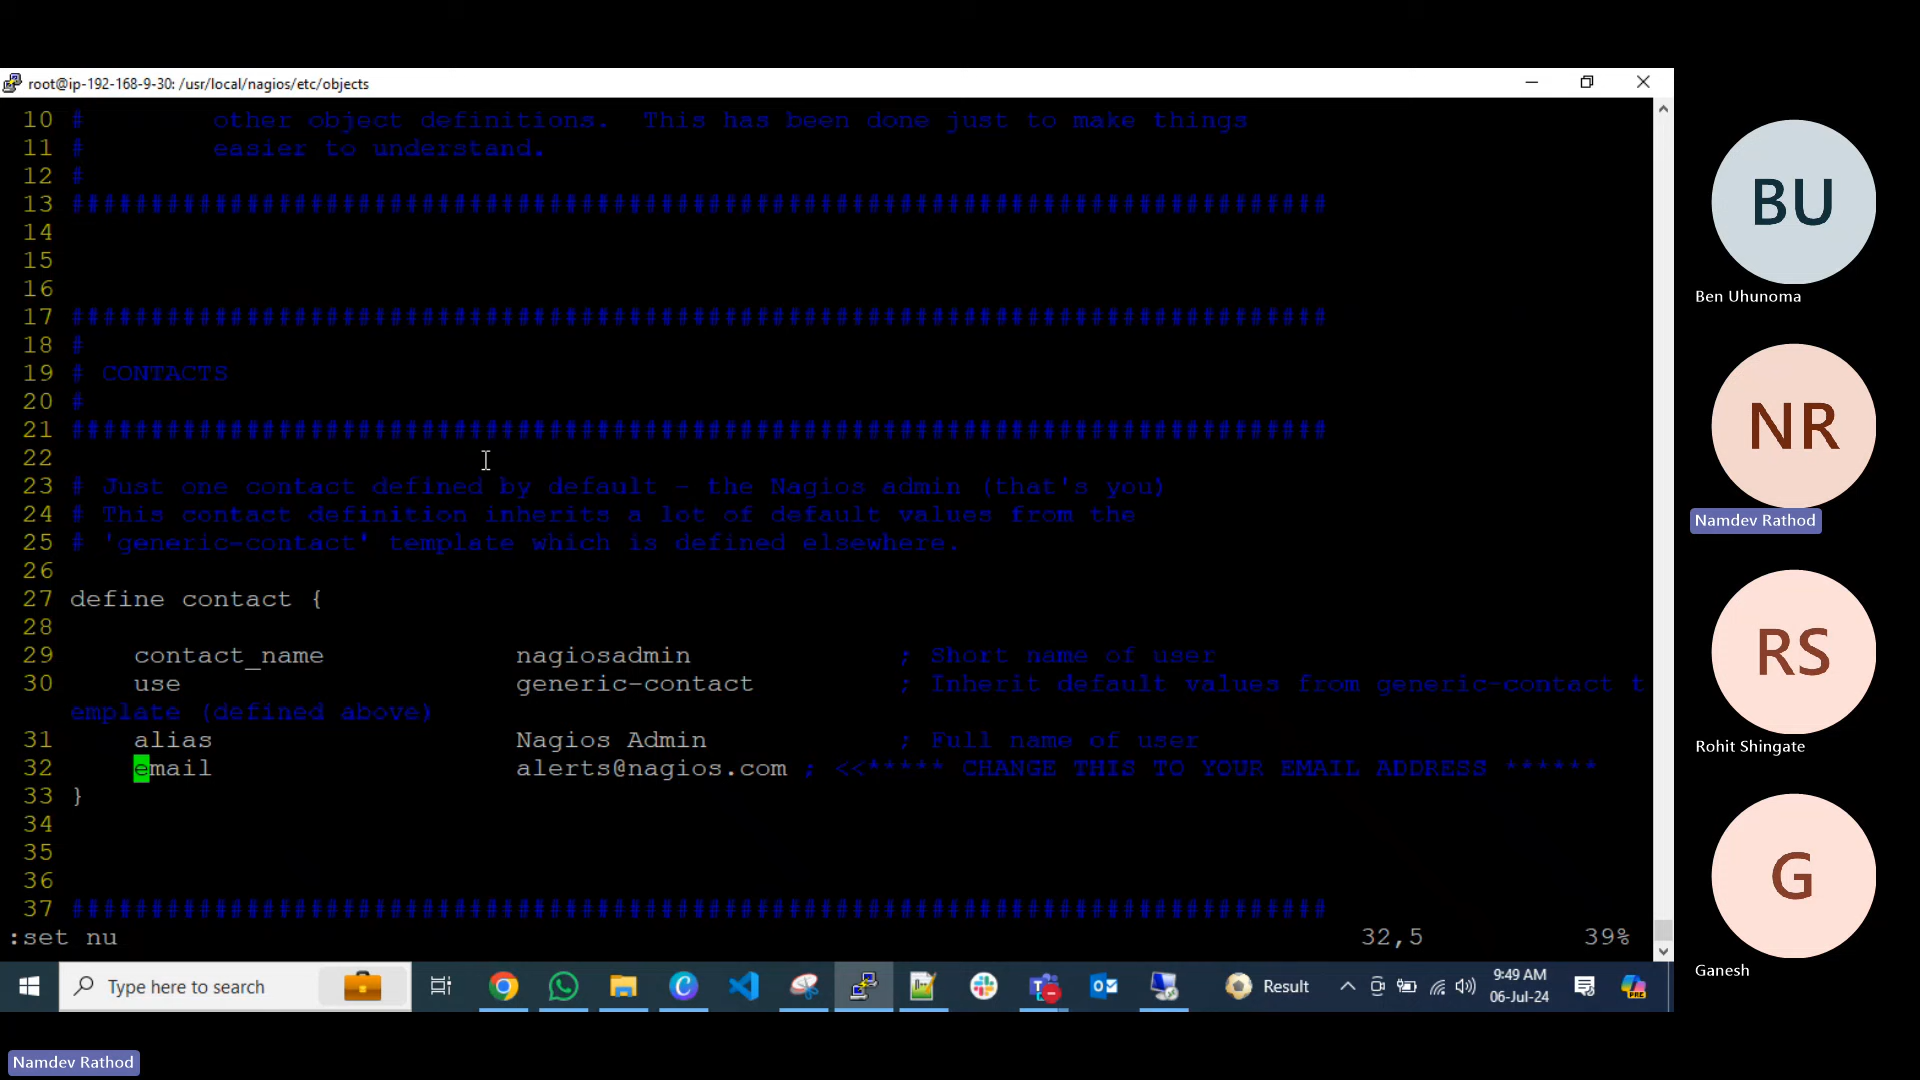 root@ip-192-168-9-30: /usr/local/nagios/etc/objects
10 #        other object definitions.  This has been done just to make things
11 #        easier to understand.
12 #
13 ###############################################################################
14
15
16
17 ###############################################################################
18 #
19 # CONTACTS
20 #
21 ###############################################################################
22
23 # Just one contact defined by default - the Nagios admin (that's you)
24 # This contact definition inherits a lot of default values from the
25 # 'generic-contact' template which is defined elsewhere.
26
27 define contact {
28
29     contact_name            nagiosadmin             ; Short name of user
30     use                     generic-contact         ; Inherit default values from generic-contact t
emplate (defined above)
31     alias                   Nagios Admin            ; Full name of user
32     email                   alerts@nagios.com ; <<***** CHANGE THIS TO YOUR EMAIL ADDRESS ******
33 }
34
35
36
37 ###############################################################################
:set nu                                                                               32,5          39%
Type here to search
Result
9:49 AM
06-Jul-24
BU
Ben Uhunoma
NR
Namdev Rathod
RS
Rohit Shingate
G
Ganesh
Namdev Rathod